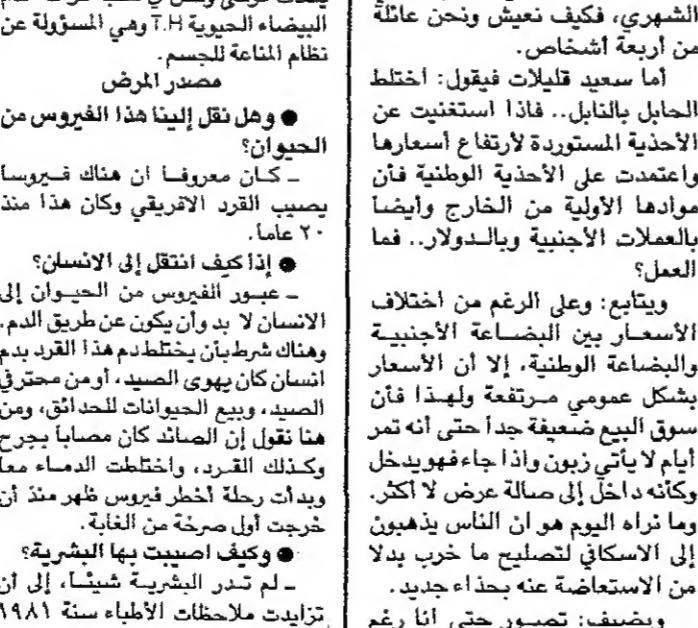 الشهري، فكيف نعيش ونحن عائلة
من أربعة أشخاص.
أما سعيد قليلات فيقول: أختلط
الحابل بالنابل.. فاذا استغنيت عن
الأحذية المستوردة لأرتفاع أسعارها
واعتمدت على الأحذية الوطنية فأن
موادها الأولية من الخارج وأيضاً
بالعملات الأجنبية وبالدولار.. فما
العمل؟
ويتابع: وعلى الرغم من اختلاف
الأسعار بين البضاعة الأجنبية
والبضاعة الوطنية، إلا أن الأسعار
بشكل عمومي مرتفعة ولهذا فأن
سوق البيع ضعيفة جداً حتى أنه تمر
أيام لا يأتي زبون واذا جاء فهو يدخل
وكأنه داخل إلى صالة عرض لا أكثر.
وما نراه اليوم هو ان الناس يذهبون
إلى الاسكافي لتصليح ما خرب بدلا
من الاستعاضة عنه بحذاء جديد.
ويضيف: تصور حتى أنا رغم
البيضاء الحيوية T.H وهي المسؤولة عن
نظام المناعة للجسم.
مصدر المرض
● وهل نقل إلينا هذا الفيروس من
الحيوان؟
ـ كان معروفاً ان هناك فيروساً
يصيب القرد الافريقي وكان هذا منذ
٢٠ عاماً.
● إذا كيف انتقل إلى الانسان؟
ـ عبور الفيروس من الحيوان إلى
الانسان لا بد وأن يكون عن طريق الدم.
وهناك شرط بأن يختلط دم هذا القرد بدم
انسان كان يهوى الصيد، أو من محترفي
الصيد، وبيع الحيوانات للحدائق، ومن
هنا نقول إن الصائد كان مصاباً بجرح
وكذلك القرد، واختلطت الدماء معا
وبدأت رحلة أخطر فيروس ظهر منذ أن
خرجت أول صرخة من الغابة.
● وكيف اصيبت بها البشرية؟
ـ لم تدر البشرية شيئاً، إلى أن
تزايدت ملاحظات الأطباء سنة ١٩٨١